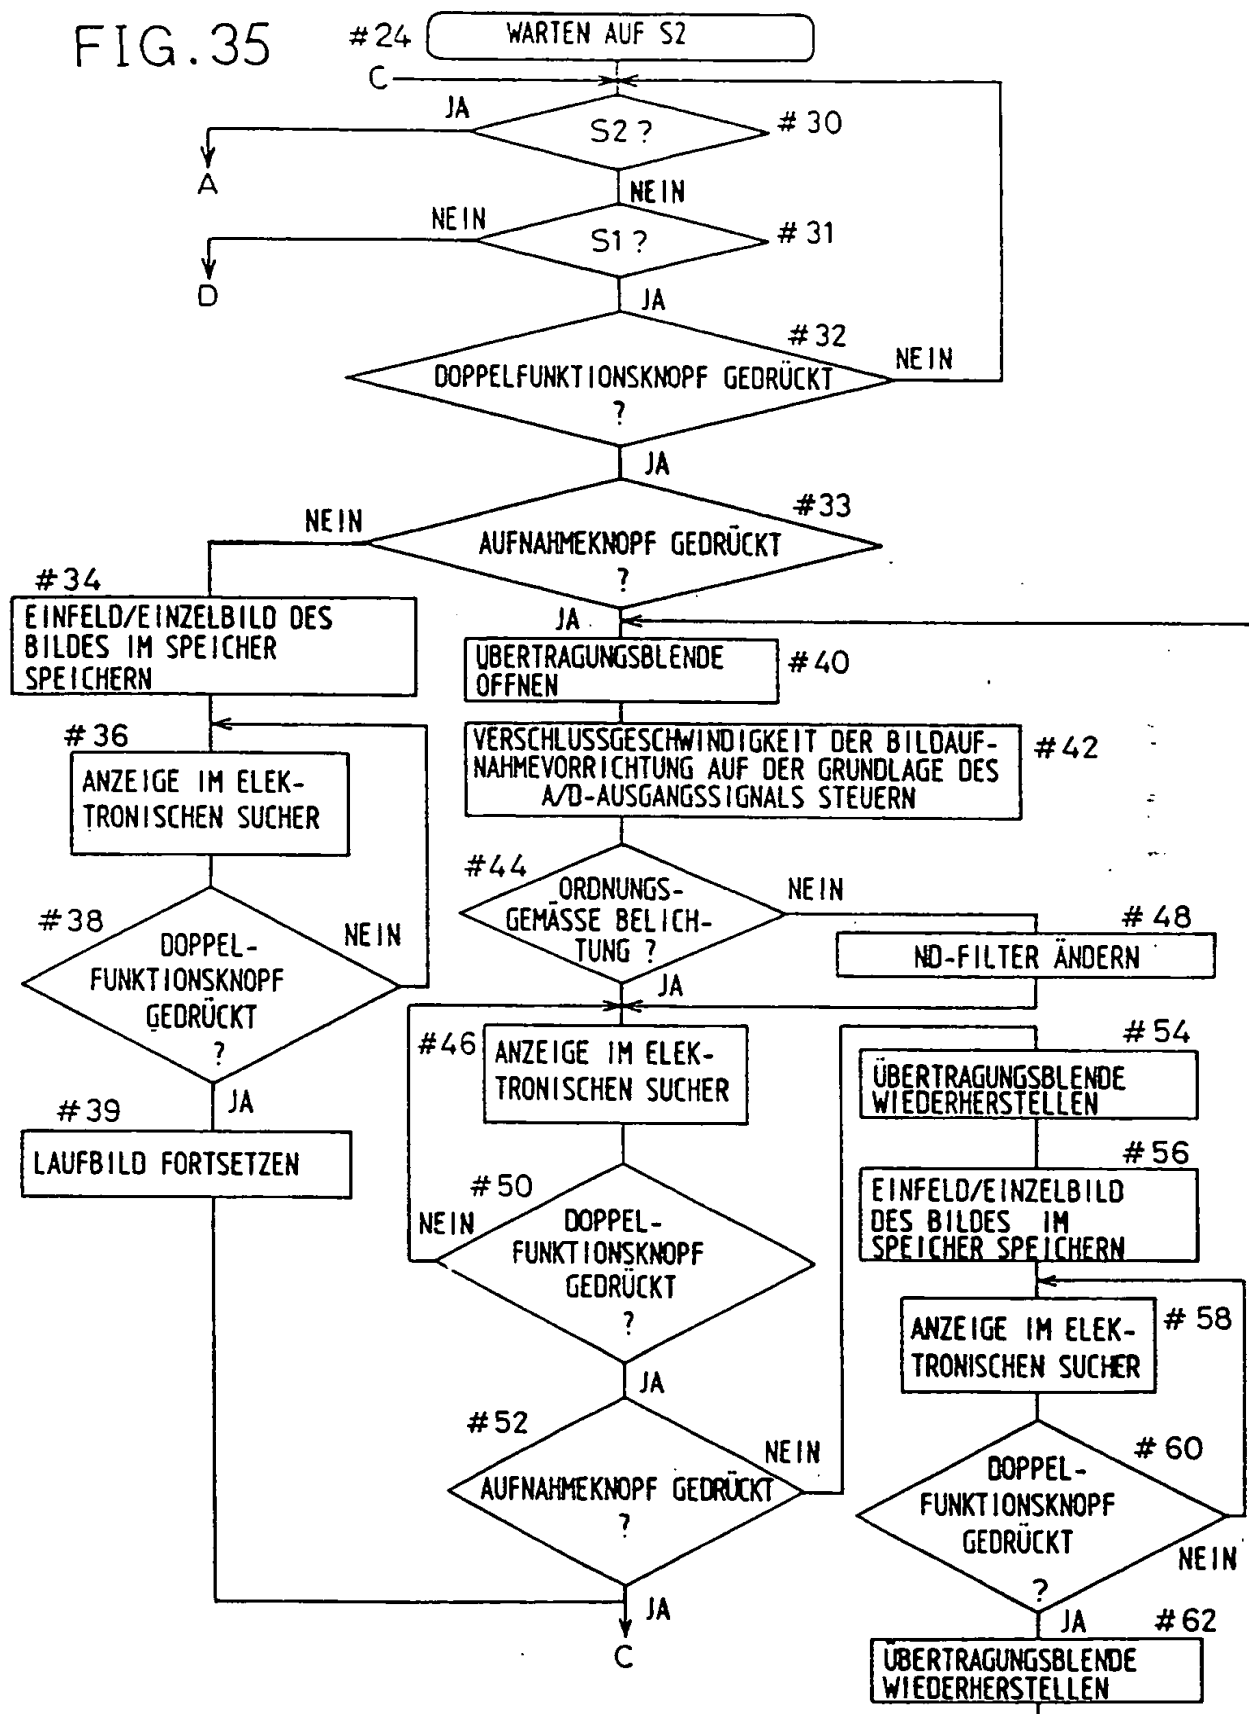 FIG.35
#24
WARTEN AUF S2
C
JA
S2 ?
#30
A
NEIN
NEIN
S1 ?
#31
D
JA
#32
DOPPELFUNKTIONSKNOPF GEDRÜCKT
?
NEIN
JA
#33
NEIN
AUFNAHMEKNOPF GEDRÜCKT
?
JA
#34
EINFELD/EINZELBILD DES
BILDES IM SPEICHER
SPEICHERN
#36
ANZEIGE IM ELEK-
TRONISCHEN SUCHER
#38
DOPPEL-
FUNKTIONSKNOPF
GEDRÜCKT
?
NEIN
JA
#39
LAUFBILD FORTSETZEN
ÜBERTRAGUNGSBLENDE
OFFNEN
#40
VERSCHLUSSGESCHWINDIGKEIT DER BILDAUF-
NAHMEVORRICHTUNG AUF DER GRUNDLAGE DES
A/D-AUSGANGSSIGNALS STEUERN
#42
#44
ORDNUNGS-
GEMÄSSE BELICH-
TUNG ?
NEIN
JA
#48
ND-FILTER ÄNDERN
#46
ANZEIGE IM ELEK-
TRONISCHEN SUCHER
#50
NEIN
DOPPEL-
FUNKTIONSKNOPF
GEDRÜCKT
?
JA
#52
NEIN
AUFNAHMEKNOPF GEDRÜCKT
?
JA
C
#54
ÜBERTRAGUNGSBLENDE
WIEDERHERSTELLEN
#56
EINFELD/EINZELBILD
DES BILDES IM
SPEICHER SPEICHERN
#58
ANZEIGE IM ELEK-
TRONISCHEN SUCHER
#60
DOPPEL-
FUNKTIONSKNOPF
GEDRÜCKT
?
NEIN
JA
#62
ÜBERTRAGUNGSBLENDE
WIEDERHERSTELLEN